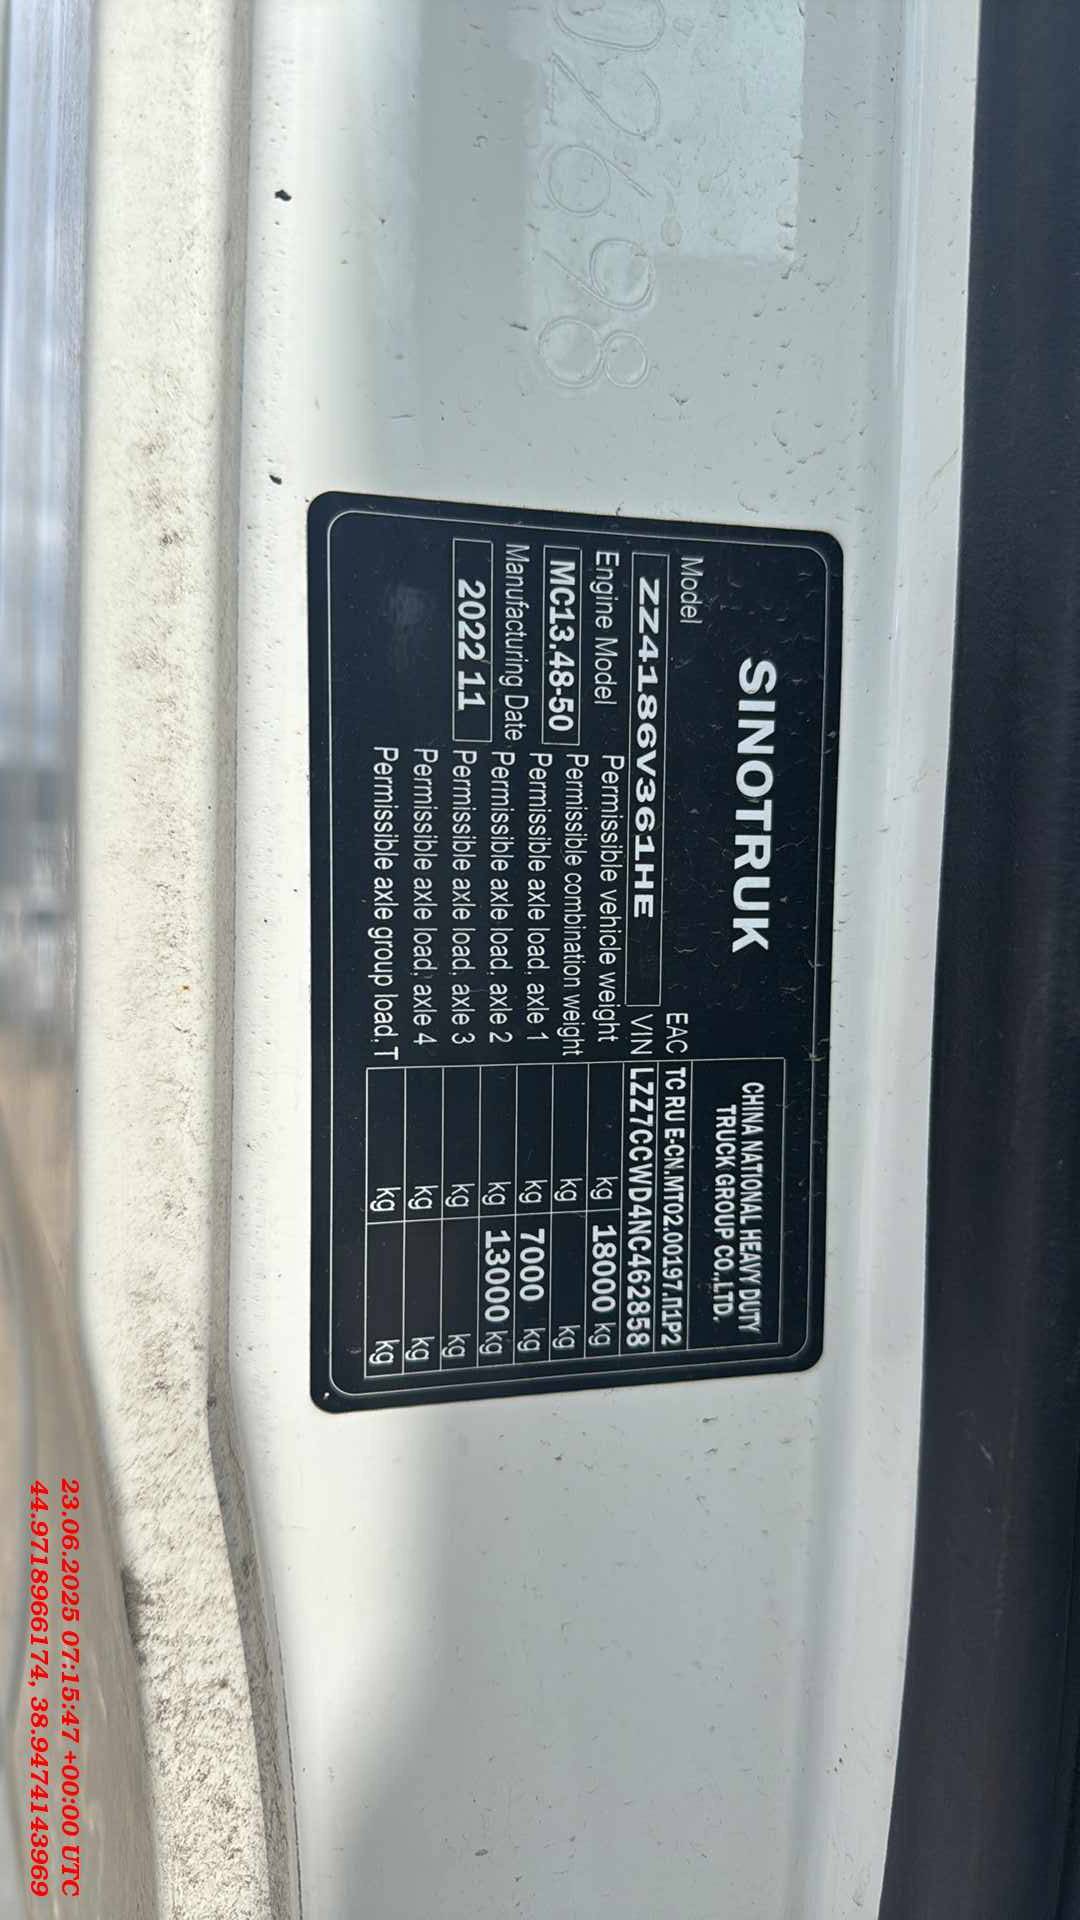 02698
SINOTRUK
CHINA NATIONAL HEAVY DUTY
TRUCK GROUP CO.,LTD.
Model
EAC TC RU E-CN.MT02.00197.П1P2
ZZ4186V361HE
VIN LZZ7CCWD4NC462858
Engine Model
Permissible vehicle weight kg 18000 kg
MC13.48-50
Permissible combination weight kg kg
Permissible axle load, axle 1 kg 7000 kg
Manufacturing Date
Permissible axle load, axle 2 kg 13000 kg
2022 11
Permissible axle load, axle 3 kg kg
Permissible axle load, axle 4 kg kg
Permissible axle group load, T kg kg
23.06.2025 07:15:47 +00:00 UTC
44.9718966174, 38.9474143969